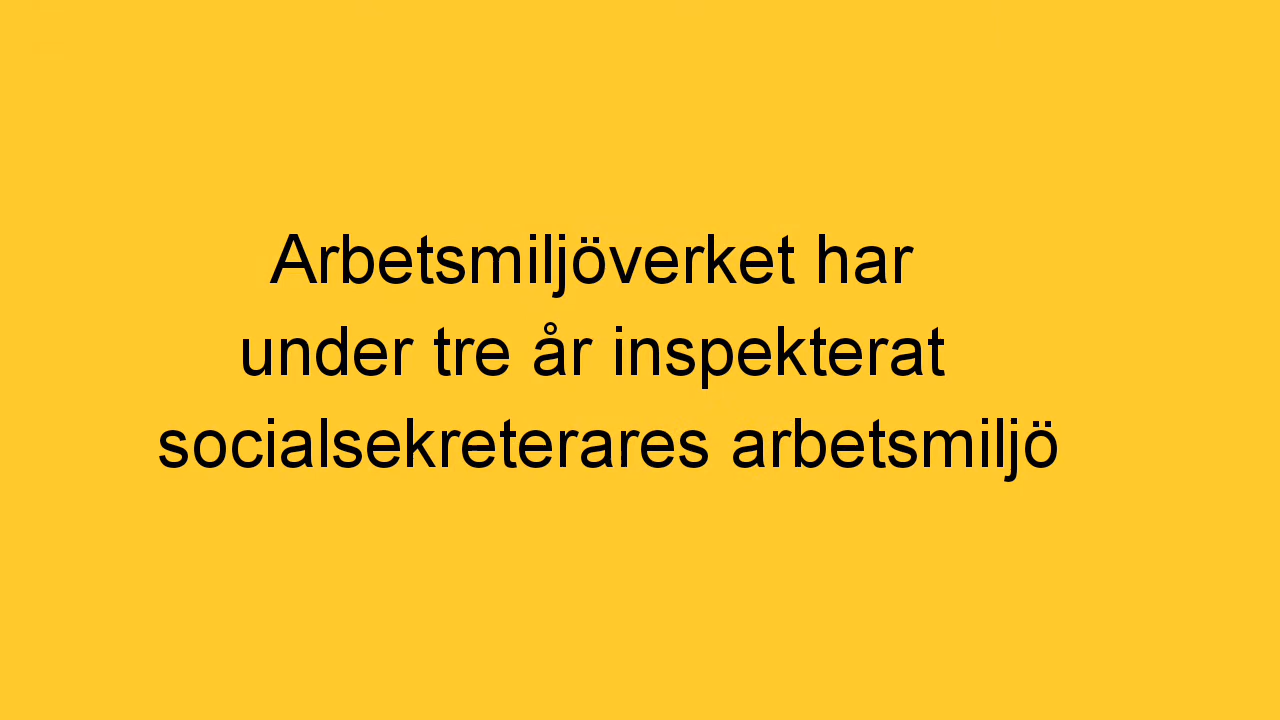 Arbetsmiljöverket har
under tre år inspekterat
socialsekreterares arbetsmiljö